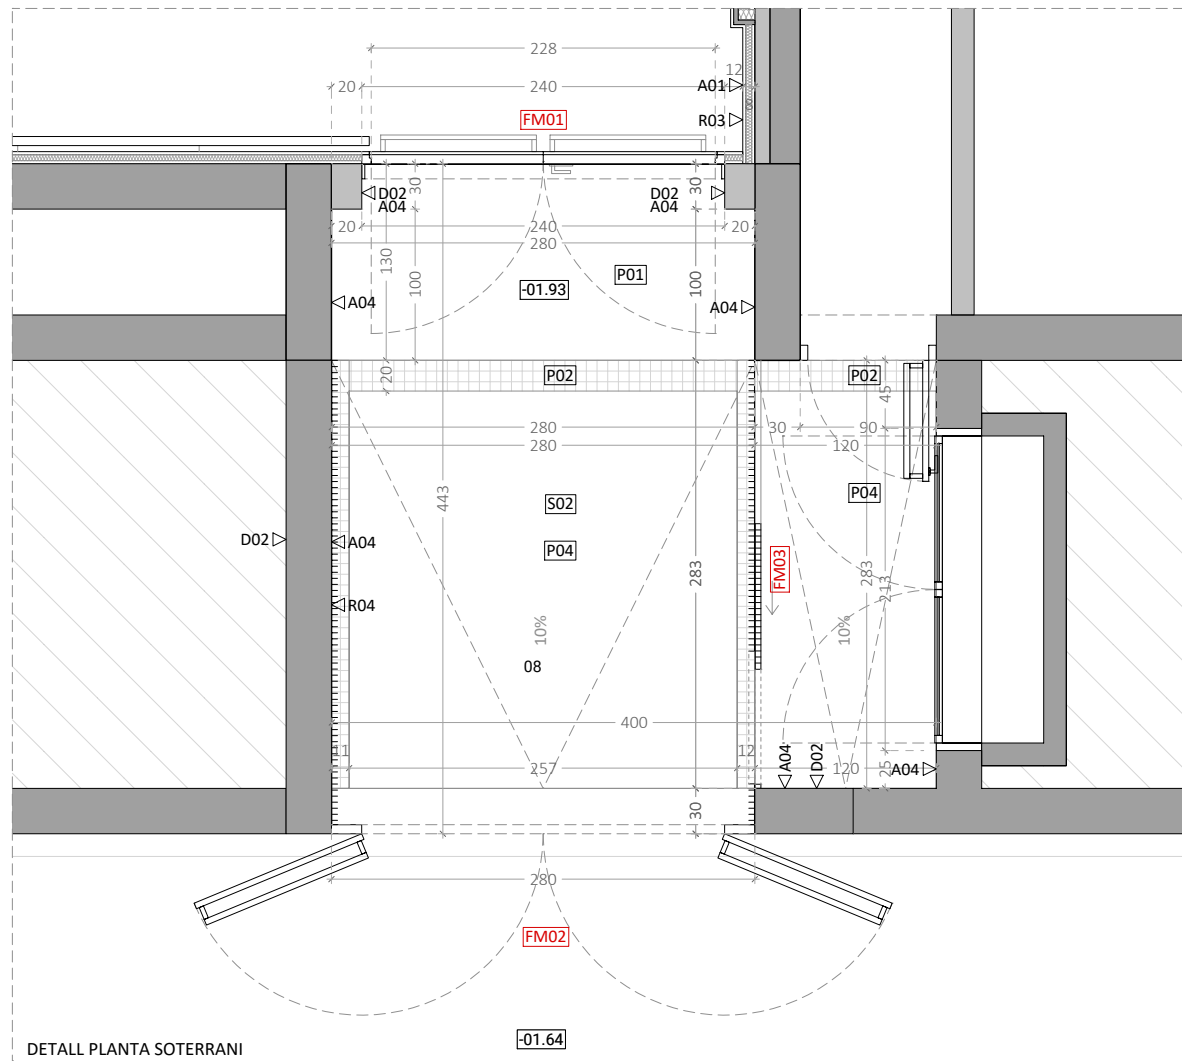 228
12
20
240
A01
8
FM01
R03
30
30
D02
D02
A04
A04
20
240
20
280
130
100
100
P01
-01.93
A04
A04
20
P02
P02
45
280
30
90
280
120
443
P04
S02
D02
A04
P04
283
FM03
283
213
R04
10%
10%
08
400
11
257
12
A04
D02
120
25
A04
30
280
FM02
-01.64
DETALL PLANTA SOTERRANI